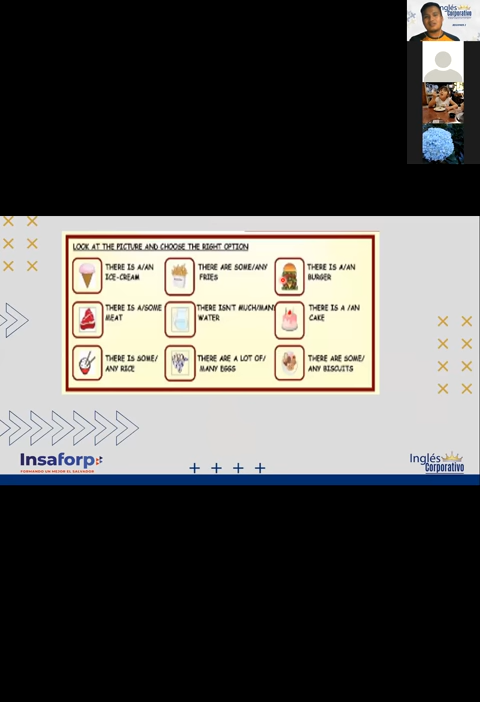 Inglés
Corporativo
LOOK AT THE PICTURE AND CHOOSE THE RIGHT OPTION
THERE IS A/AN
ICE-CREAM
THERE ARE SOME/ANY
FRIES
THERE IS A/AN
BURGER
THERE IS A/SOME
MEAT
THERE ISN'T MUCH/MANY
WATER
THERE IS A /AN
CAKE
THERE IS SOME/
ANY RICE
THERE ARE A LOT OF/
MANY EGGS
THERE ARE SOME/
ANY BISCUITS
Insaforp
FORMANDO UN MEJOR EL SALVADOR
Inglés
Corporativo